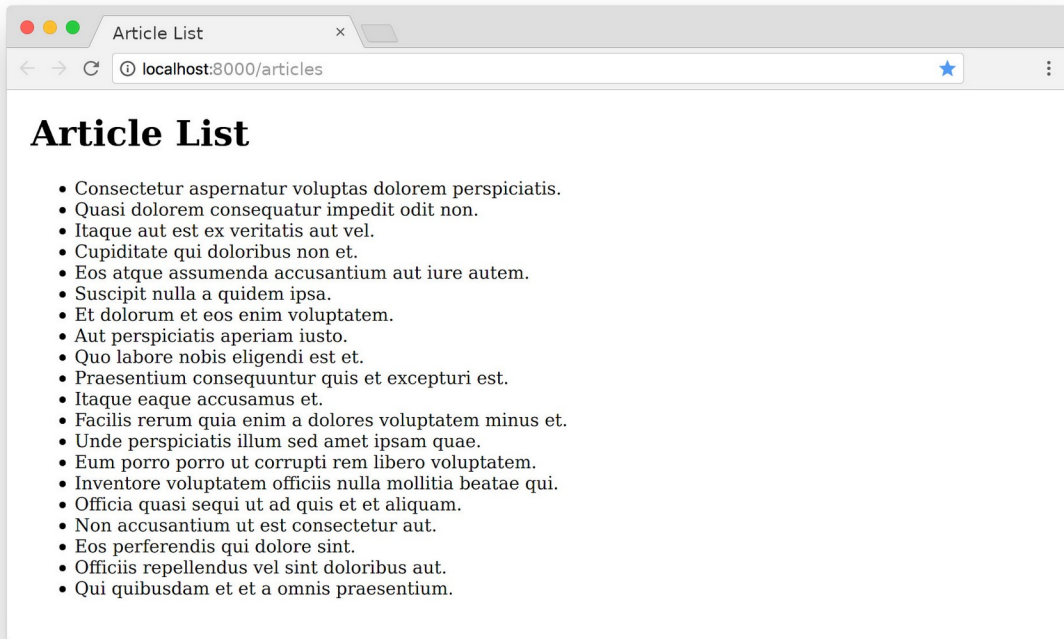 Article List
localhost:8000/articles
Article List
Consectetur aspernatur voluptas dolorem perspiciatis.
Quasi dolorem consequatur impedit odit non.
Itaque aut est ex veritatis aut vel.
Cupiditate qui doloribus non et.
Eos atque assumenda accusantium aut iure autem.
Suscipit nulla a quidem ipsa.
Et dolorum et eos enim voluptatem.
Aut perspiciatis aperiam iusto.
Quo labore nobis eligendi est et.
Praesentium consequuntur quis et excepturi est.
Itaque eaque accusamus et.
Facilis rerum quia enim a dolores voluptatem minus et.
Unde perspiciatis illum sed amet ipsam quae.
Eum porro porro ut corrupti rem libero voluptatem.
Inventore voluptatem officiis nulla mollitia beatae qui.
Officia quasi sequi ut ad quis et et aliquam.
Non accusantium ut est consectetur aut.
Eos perferendis qui dolore sint.
Officiis repellendus vel sint doloribus aut.
Qui quibusdam et et a omnis praesentium.